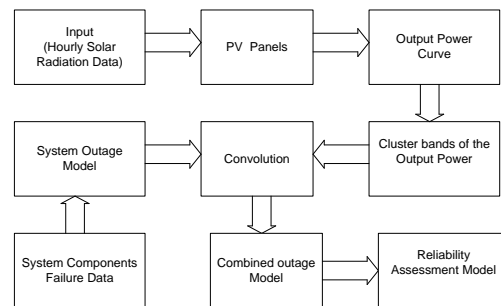 Input
(Hourly Solar
Radiation Data)
PV Panels
Output Power
Curve
System Outage
Model
Convolution
Cluster bands of the
Output Power
System Components
Failure Data
Combined outage
Model
Reliability
Assessment Model